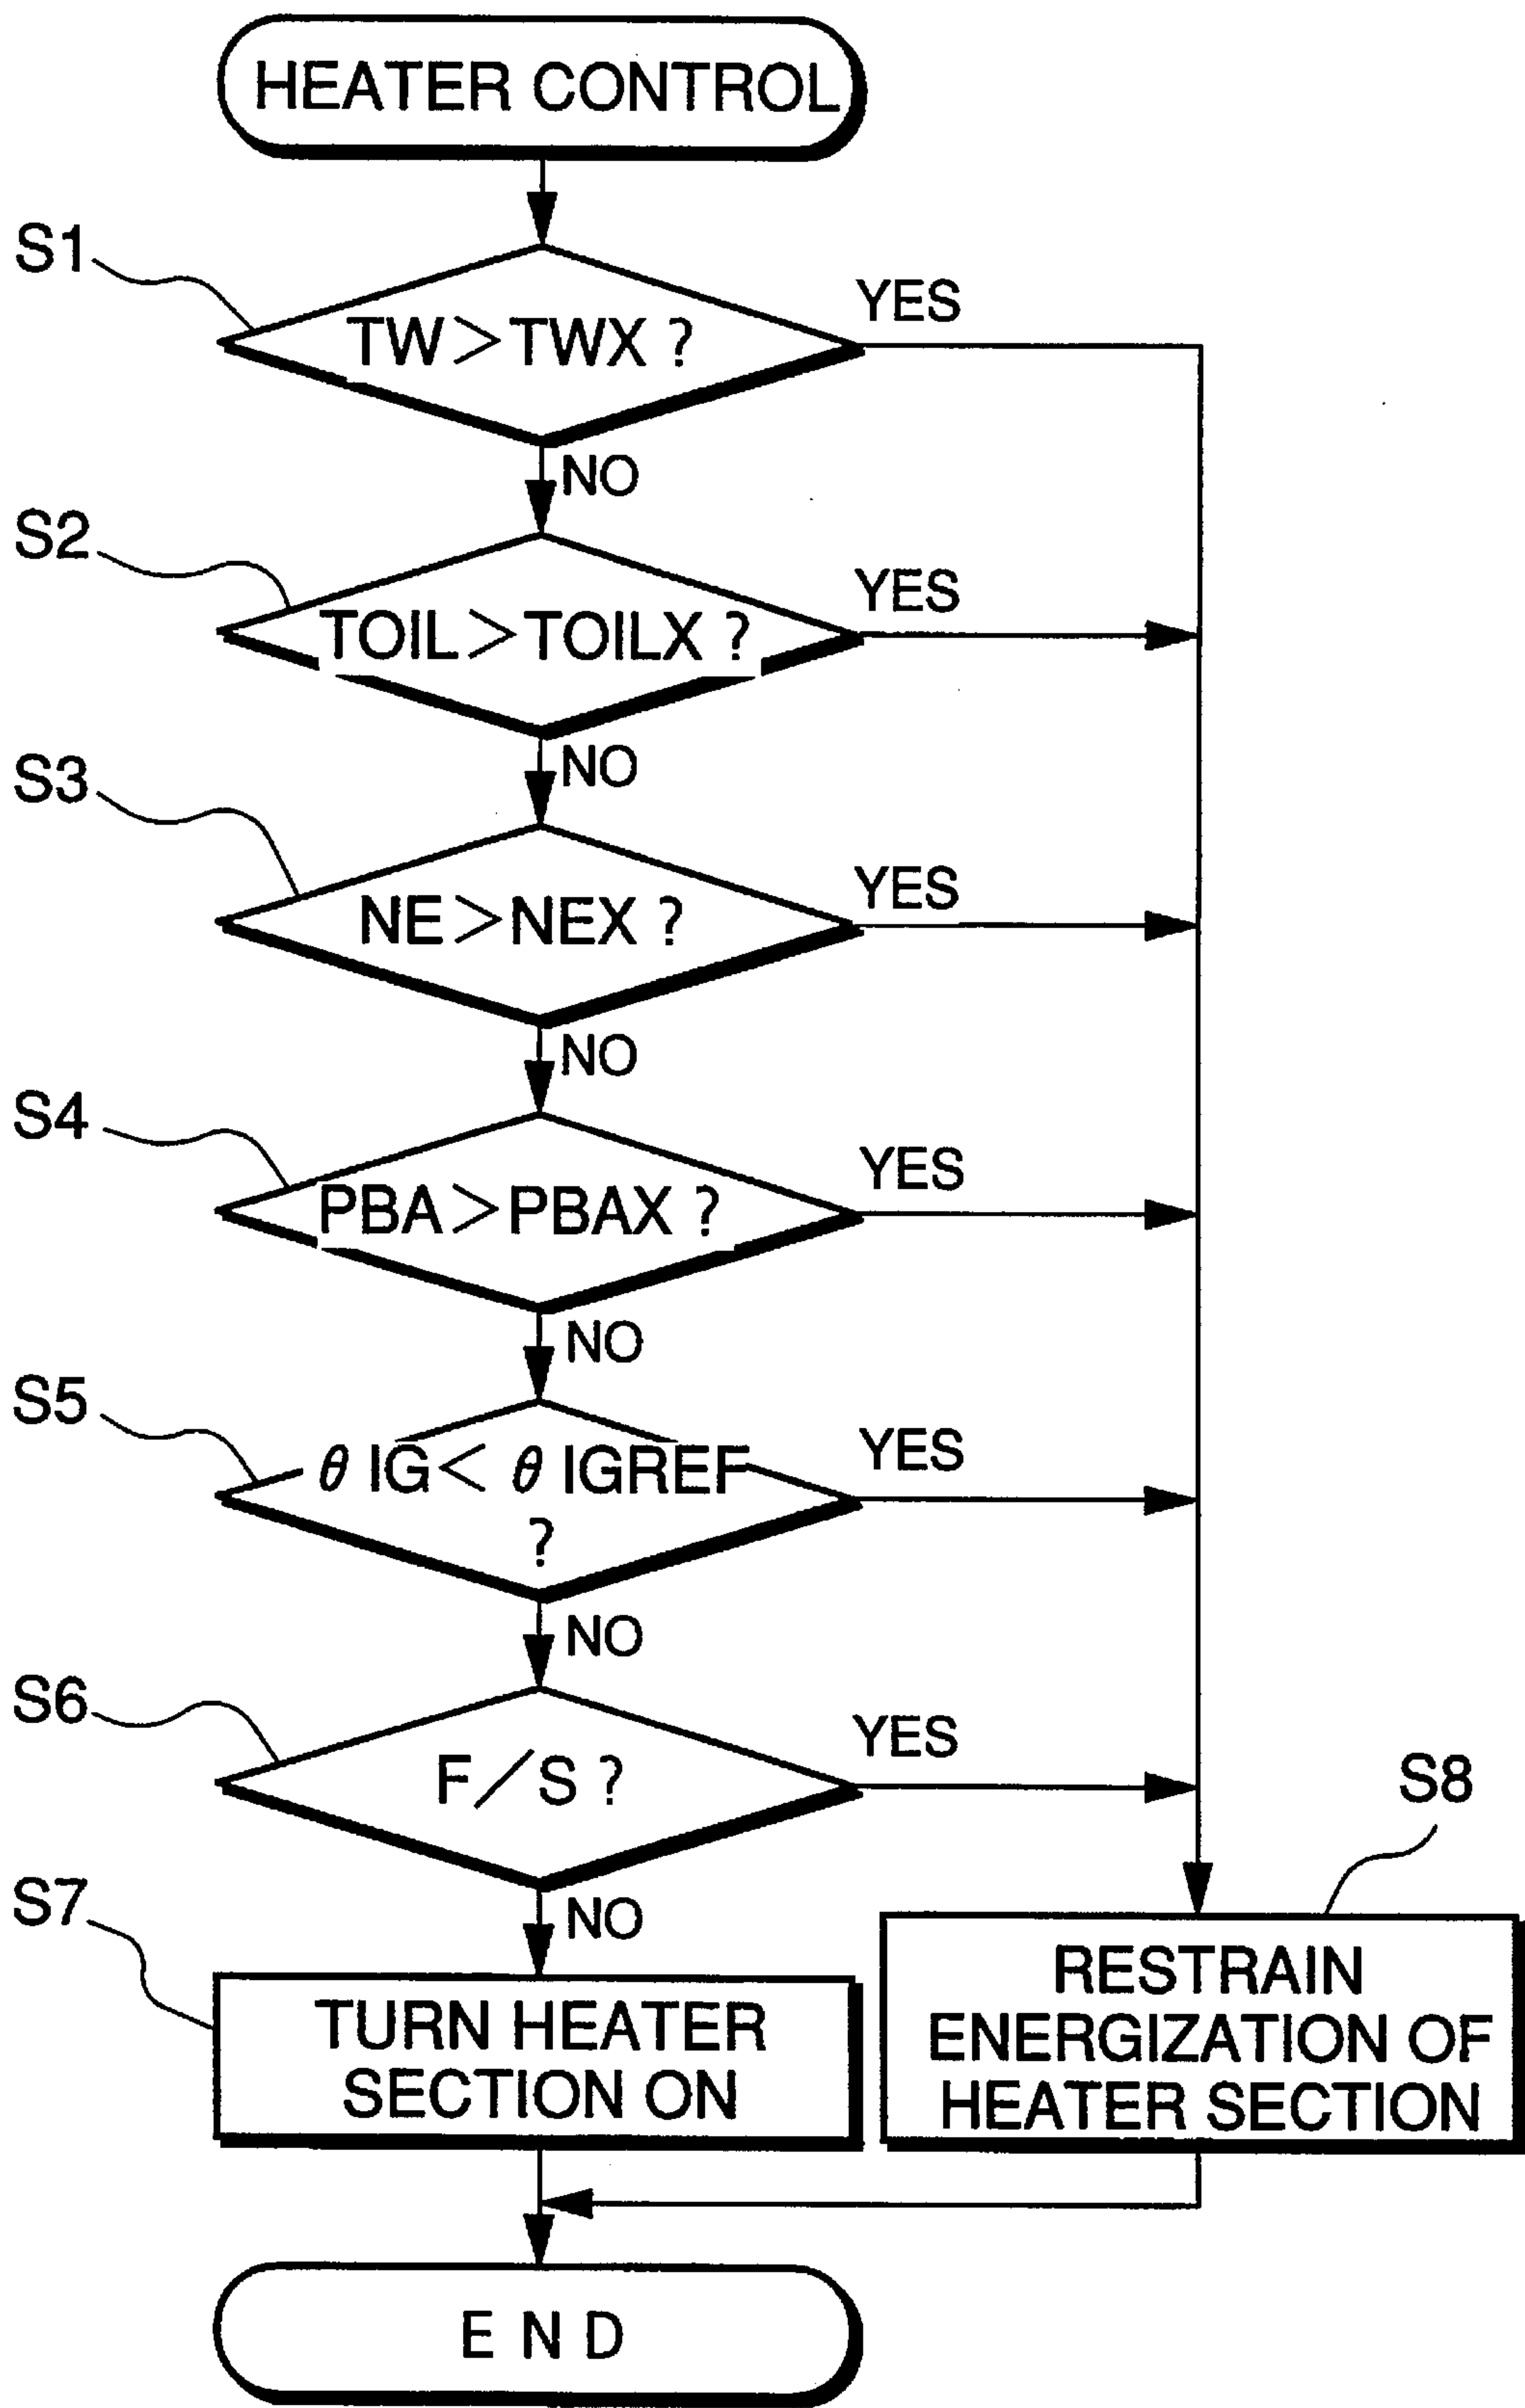 HEATER CONTROL
S1
TW>TWX ?
YES
NO
S2
TOIL>TOILX ?
YES
NO
S3
NE>NEX ?
YES
NO
S4
PBA>PBAX ?
YES
NO
S5
θ IG< θ IGREF
?
YES
NO
S6
F/S ?
YES
NO
S7
TURN HEATER
SECTION ON
S8
RESTRAIN
ENERGIZATION OF
HEATER SECTION
E N D